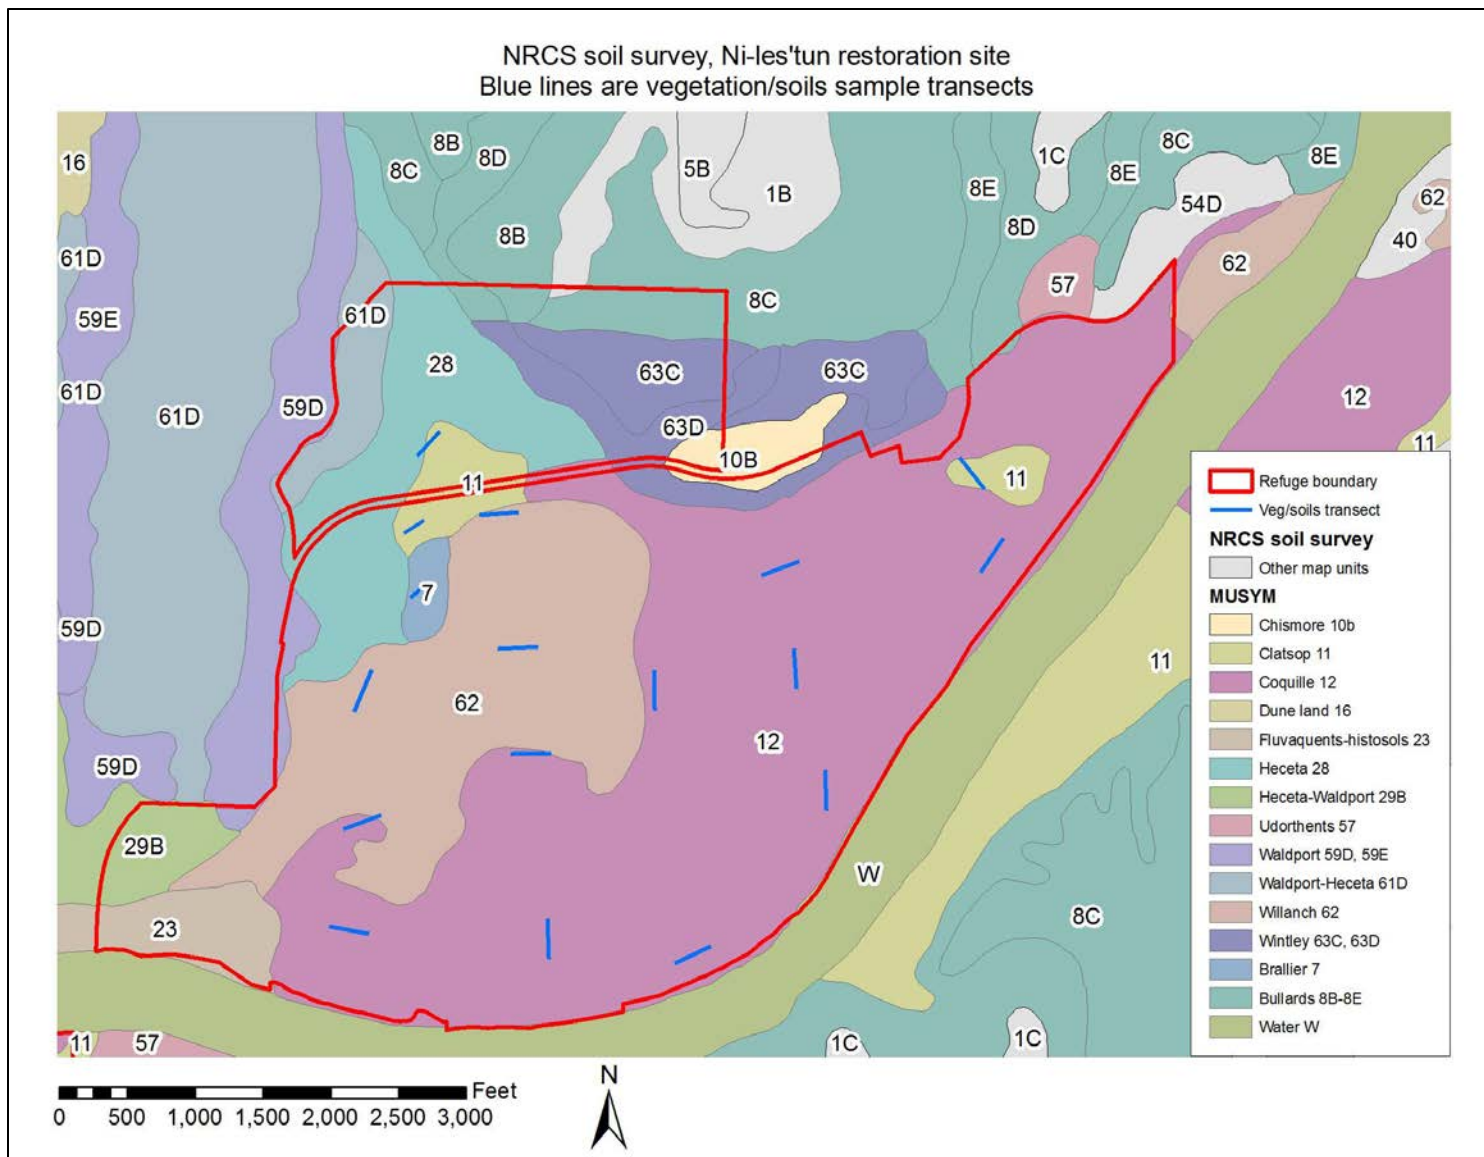 NRCS soil survey, Ni-les'tun restoration site
Blue lines are vegetation/soils sample transects
16
8C
8B
8D
5B
1B
1C
8C
8E
8E
8E
54D
62
40
8B
8D
61D
62
59E
61D
8C
57
28
63C
63C
61D
59D
61D
12
63D
10B
11
11
11
7
59D
62
12
11
59D
29B
W
23
8C
11
57
1C
1C
Refuge boundary
Veg/soils transect
NRCS soil survey
Other map units
MUSYM
Chismore 10b
Clatsop 11
Coquille 12
Dune land 16
Fluvaquents-histosols 23
Heceta 28
Heceta-Waldport 29B
Udorthents 57
Waldport 59D, 59E
Waldport-Heceta 61D
Willanch 62
Wintley 63C, 63D
Brallier 7
Bullards 8B-8E
Water W
Feet
0 500 1,000 1,500 2,000 2,500 3,000
N